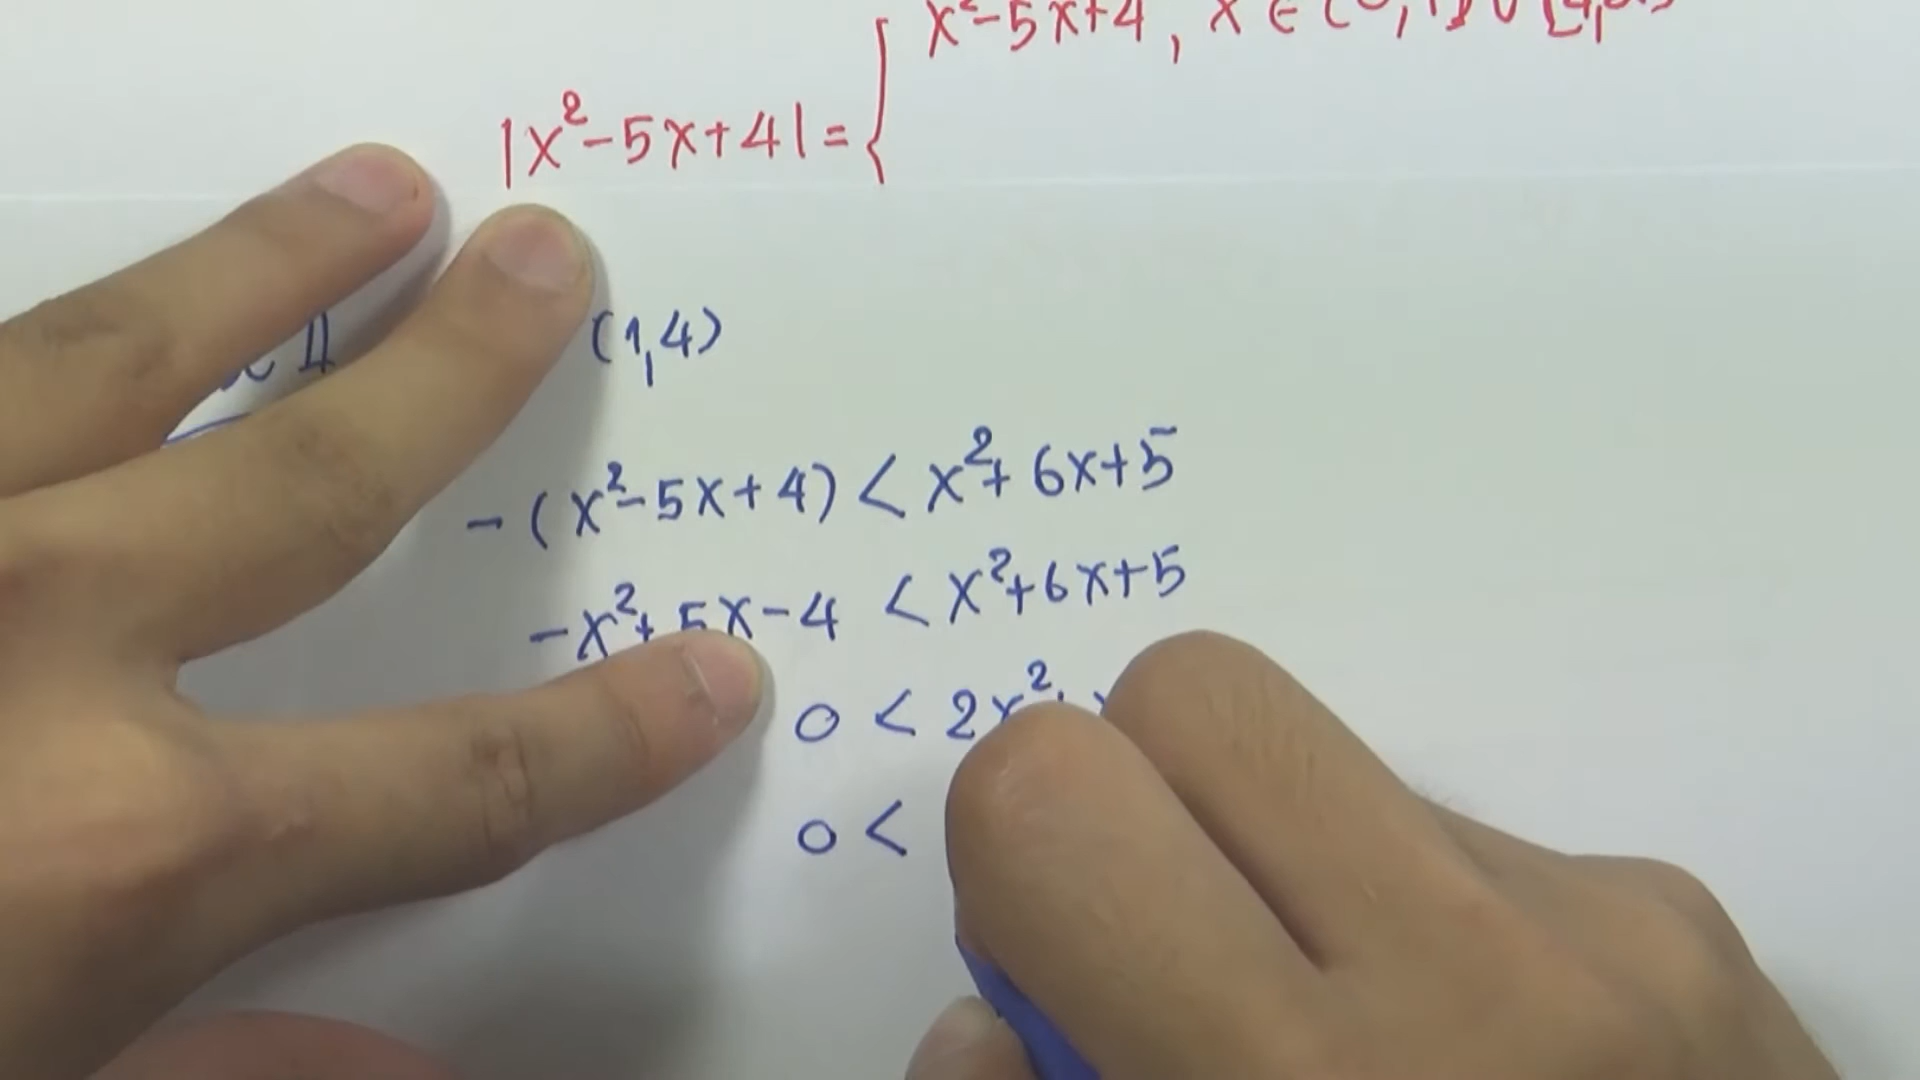 x²-5x+4, x ∈
|x²-5x+4| = {
II (1,4)
-(x²-5x+4) < x²+6x+5
-x²+5x-4 < x²+6x+5
0 < 2x²
0 <